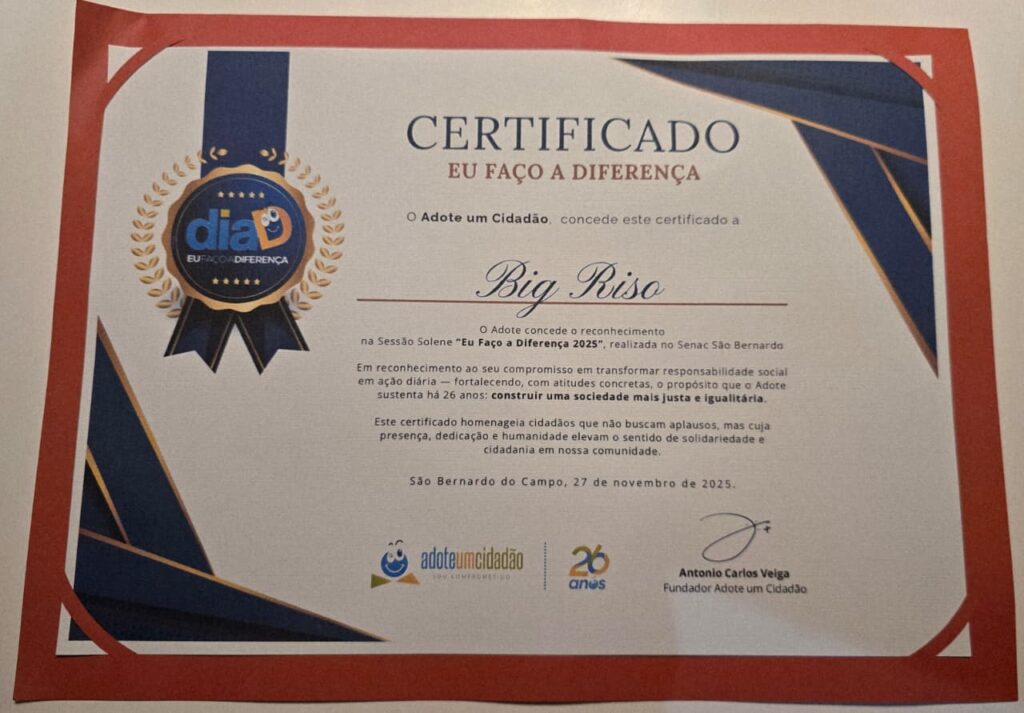 CERTIFICADO
EU FAÇO A DIFERENÇA
diaD
EU FAÇO A DIFERENÇA
O Adote um Cidadão, concede este certificado a
Big Riso
O Adote concede o reconhecimento
na Sessão Solene “Eu Faço a Diferença 2025”, realizada no Senac São Bernardo
Em reconhecimento ao seu compromisso em transformar responsabilidade social
em ação diária — fortalecendo, com atitudes concretas, o propósito que o Adote
sustenta há 26 anos: construir uma sociedade mais justa e igualitária.
Este certificado homenageia cidadãos que não buscam aplausos, mas cuja
presença, dedicação e humanidade elevam o sentido de solidariedade e
cidadania em nossa comunidade.
São Bernardo do Campo, 27 de novembro de 2025.
adoteumcidadão
SOU COMPROMETIDO
26
anos
Antonio Carlos Veiga
Fundador Adote um Cidadão